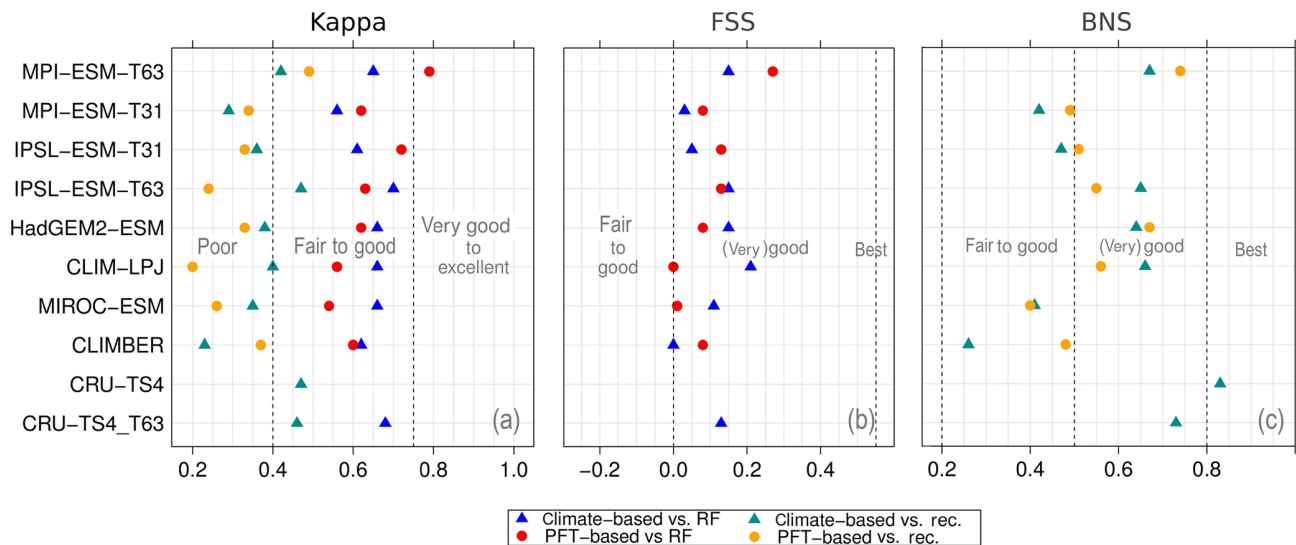 Kappa
FSS
BNS
MPI−ESM−T63
MPI−ESM−T31
IPSL−ESM−T31
IPSL−ESM−T63
HadGEM2−ESM
CLIM−LPJ
MIROC−ESM
CLIMBER
CRU−TS4
CRU−TS4_T63
Poor
Fair to good
Very good
to
excellent
(a)
0.2 0.4 0.6 0.8 1.0
Fair
to
good
(Very)good
Best
(b)
−0.2 0.0 0.2 0.4
Fair to good
(Very)good
Best
(c)
0.2 0.4 0.6 0.8
Climate−based vs. RF
PFT−based vs RF
Climate−based vs. rec.
PFT−based vs. rec.